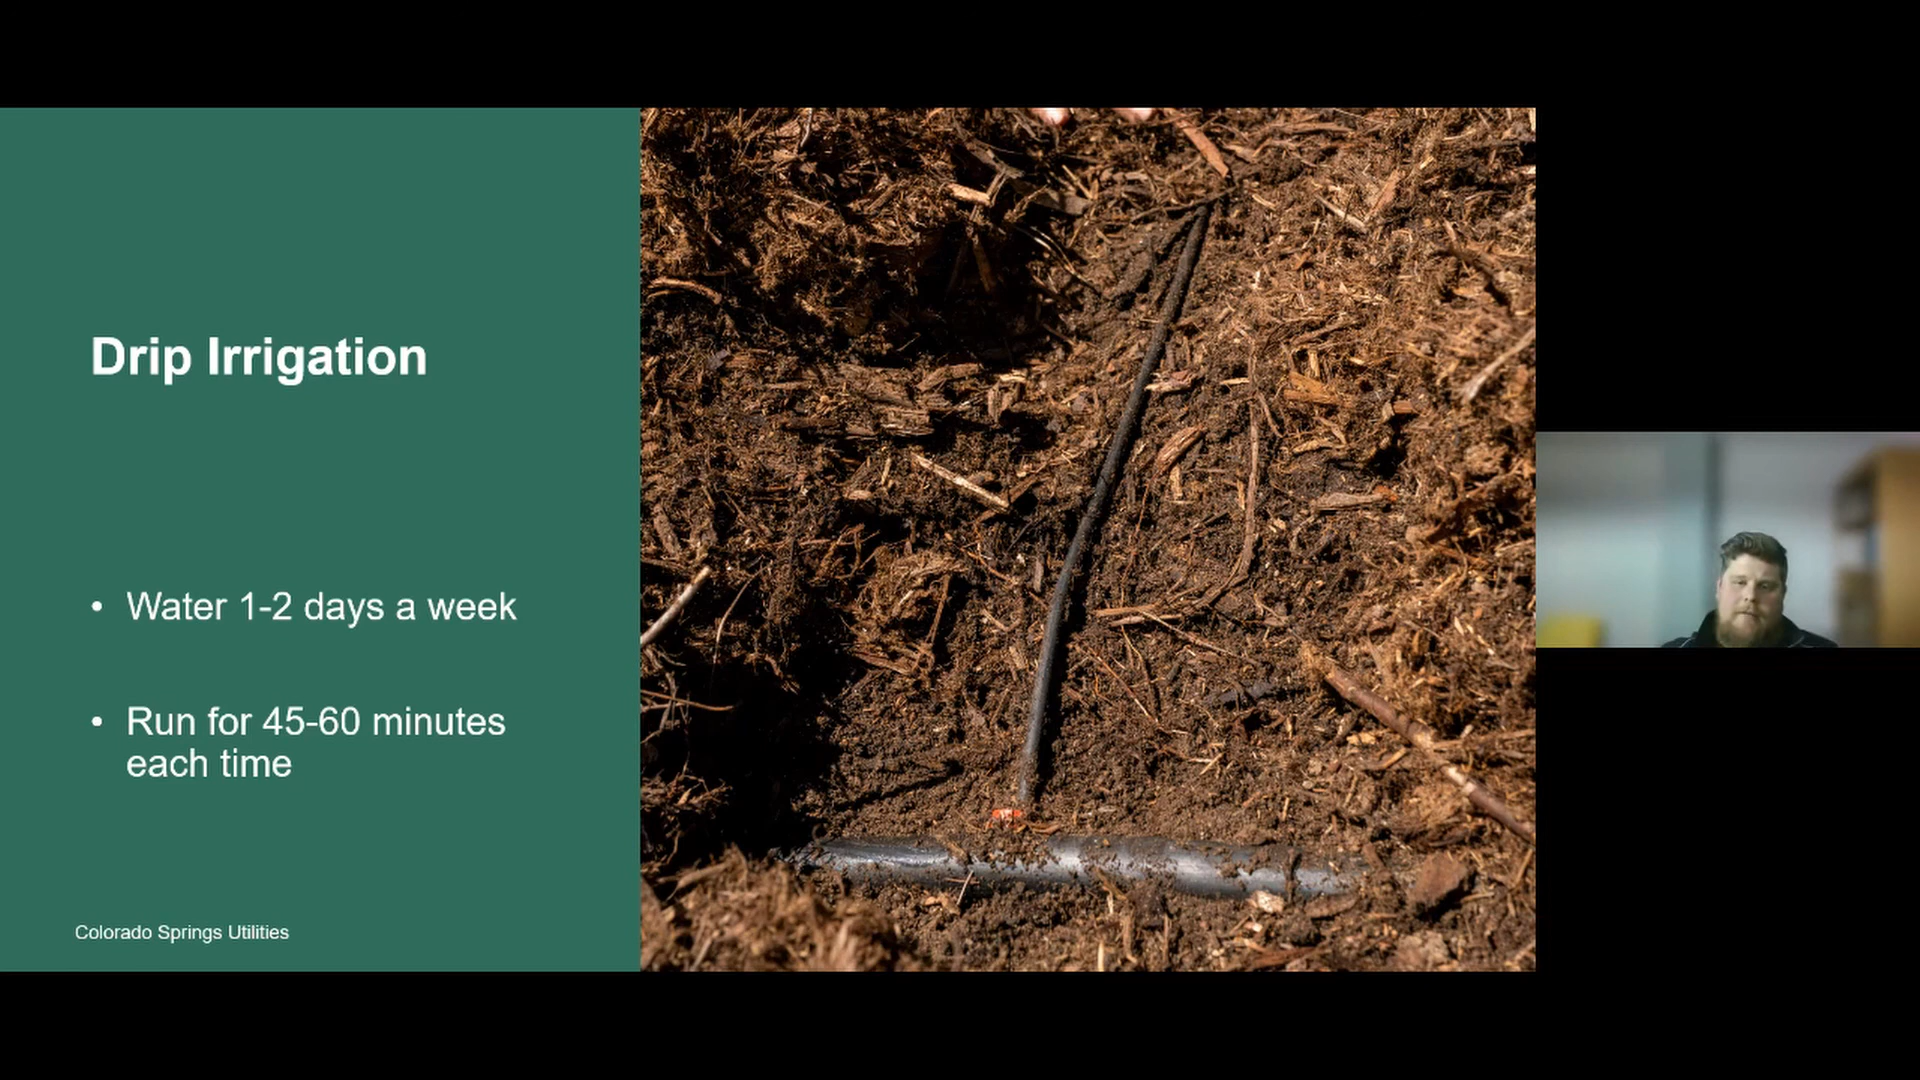 Drip Irrigation
• Water 1-2 days a week
• Run for 45-60 minutes
each time
Colorado Springs Utilities